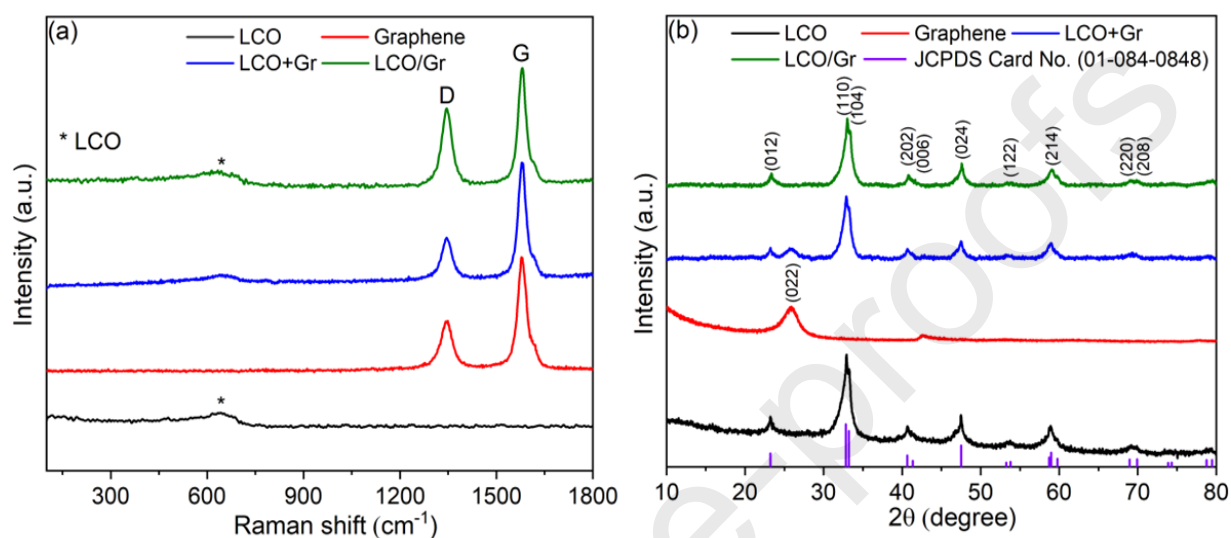 (a)
LCO
Graphene
LCO+Gr
LCO/Gr
* LCO
D
G
*
*
Intensity (a.u.)
300 600 900 1200 1500 1800
Raman shift (cm-1)
(b)
LCO
Graphene
LCO+Gr
LCO/Gr
JCPDS Card No. (01-084-0848)
(012)
(110)
(104)
(202)
(006)
(024)
(122)
(214)
(220)
(208)
(022)
Intensity (a.u.)
10 20 30 40 50 60 70 80
2θ (degree)
e-proofs